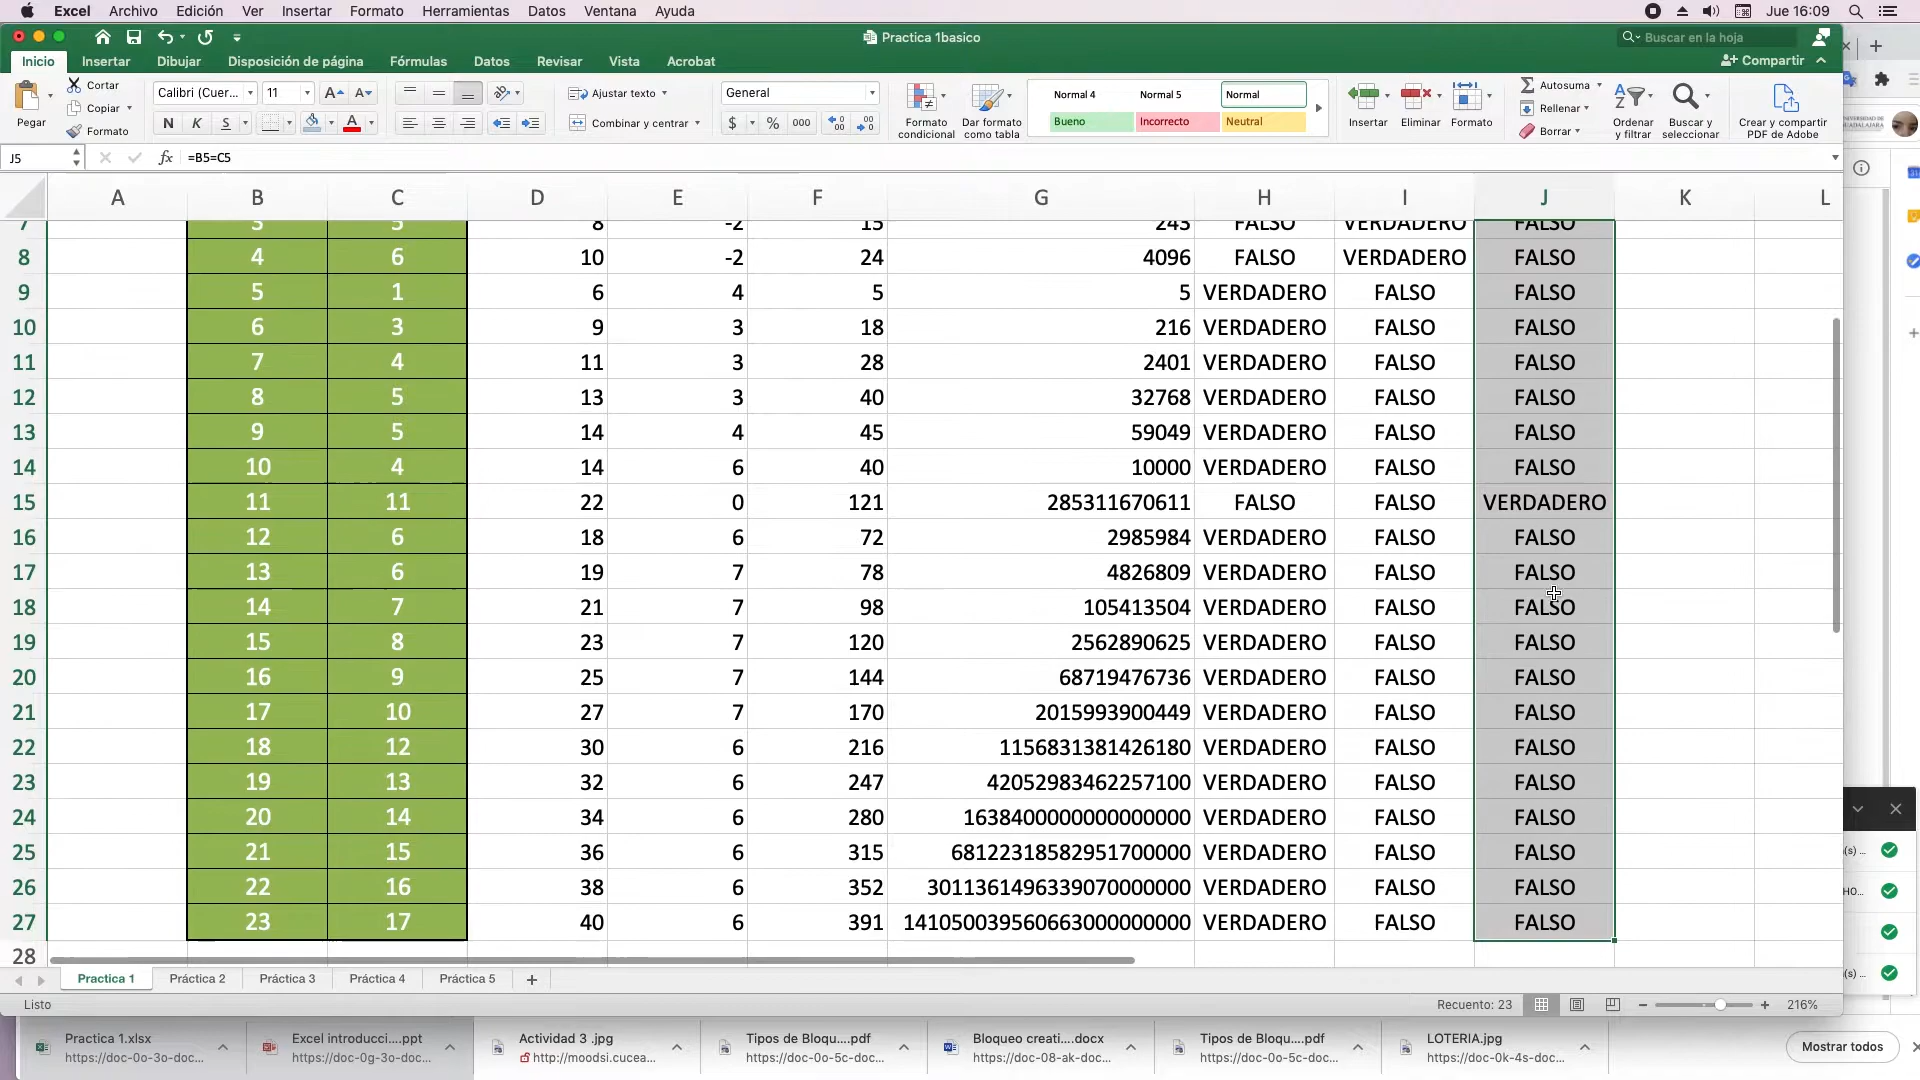 Excel Archivo Edición Ver Insertar Formato Herramientas Datos Ventana Ayuda Jue 16:09
Practica 1basico Buscar en la hoja
Inicio Insertar Dibujar Disposición de página Fórmulas Datos Revisar Vista Acrobat Compartir
Pegar Cortar Copiar Formato
Calibri (Cuer... 11
N K S
Ajustar texto
Combinar y centrar
General
$ % 000
Formato condicional
Dar formato como tabla
Normal 4 Normal 5 Normal
Bueno Incorrecto Neutral
Insertar Eliminar Formato
Autosuma
Rellenar
Borrar
Ordenar y filtrar
Buscar y seleccionar
Crear y compartir PDF de Adobe
J5 fx =B5=C5
A B C D E F G H I J K L
7 3 5 8 -2 15 243 FALSO VERDADERO FALSO
8 4 6 10 -2 24 4096 FALSO VERDADERO FALSO
9 5 1 6 4 5 5 VERDADERO FALSO FALSO
10 6 3 9 3 18 216 VERDADERO FALSO FALSO
11 7 4 11 3 28 2401 VERDADERO FALSO FALSO
12 8 5 13 3 40 32768 VERDADERO FALSO FALSO
13 9 5 14 4 45 59049 VERDADERO FALSO FALSO
14 10 4 14 6 40 10000 VERDADERO FALSO FALSO
15 11 11 22 0 121 285311670611 FALSO FALSO VERDADERO
16 12 6 18 6 72 2985984 VERDADERO FALSO FALSO
17 13 6 19 7 78 4826809 VERDADERO FALSO FALSO
18 14 7 21 7 98 105413504 VERDADERO FALSO FALSO
19 15 8 23 7 120 2562890625 VERDADERO FALSO FALSO
20 16 9 25 7 144 68719476736 VERDADERO FALSO FALSO
21 17 10 27 7 170 2015993900449 VERDADERO FALSO FALSO
22 18 12 30 6 216 1156831381426180 VERDADERO FALSO FALSO
23 19 13 32 6 247 42052983462257100 VERDADERO FALSO FALSO
24 20 14 34 6 280 1638400000000000000 VERDADERO FALSO FALSO
25 21 15 36 6 315 68122318582951700000 VERDADERO FALSO FALSO
26 22 16 38 6 352 3011361496339070000000 VERDADERO FALSO FALSO
27 23 17 40 6 391 141050039560663000000000 VERDADERO FALSO FALSO
28
Practica 1 Práctica 2 Práctica 3 Práctica 4 Práctica 5
Listo Recuento: 23 216%
Practica 1.xlsx Excel introducci....ppt Actividad 3 .jpg Tipos de Bloqu....pdf Bloqueo creati....docx Tipos de Bloqu....pdf LOTERIA.jpg Mostrar todos
https://doc-0o-3o-doc... https://doc-0g-3o-doc... http://moodsi.cucea... https://doc-0o-5c-doc... https://doc-08-ak-doc... https://doc-0o-5c-doc... https://doc-0k-4s-doc...